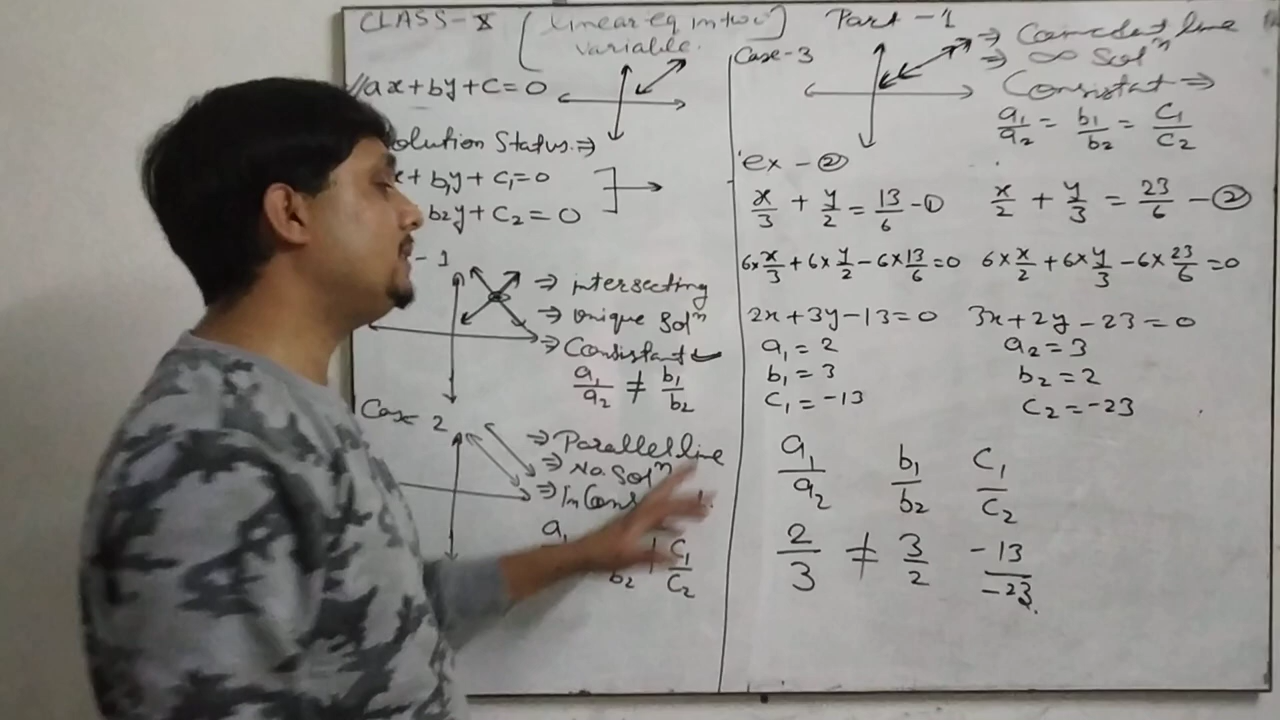 CLASS-X (Linear eq in two variable.) Part-1
ax+by+c=0
olution Status.⇒
x+b₁y+c₁=0
b₂y+c₂=0
-1
⇒ intersecting
⇒ Unique Solⁿ
⇒ Consistant
a₁/a₂ ≠ b₁/b₂
Case-2
⇒ Parallel line
⇒ No. Solⁿ
⇒ InCons
a₁
b₂ c₁/c₂
Case-3
⇒ Coincident line
⇒ ∞ Solⁿ
Consistat ⇒
a₁/a₂ = b₁/b₂ = c₁/c₂
ex-②
x/3 + y/2 = 13/6 -① x/2 + y/3 = 23/6 -②
6×x/3+6×y/2-6×13/6=0 6×x/2+6×y/3-6×23/6=0
2x+3y-13=0 3x+2y-23=0
a₁=2 a₂=3
b₁=3 b₂=2
c₁=-13 c₂=-23
a₁/a₂ b₁/b₂ c₁/c₂
2/3 ≠ 3/2 -13/-23